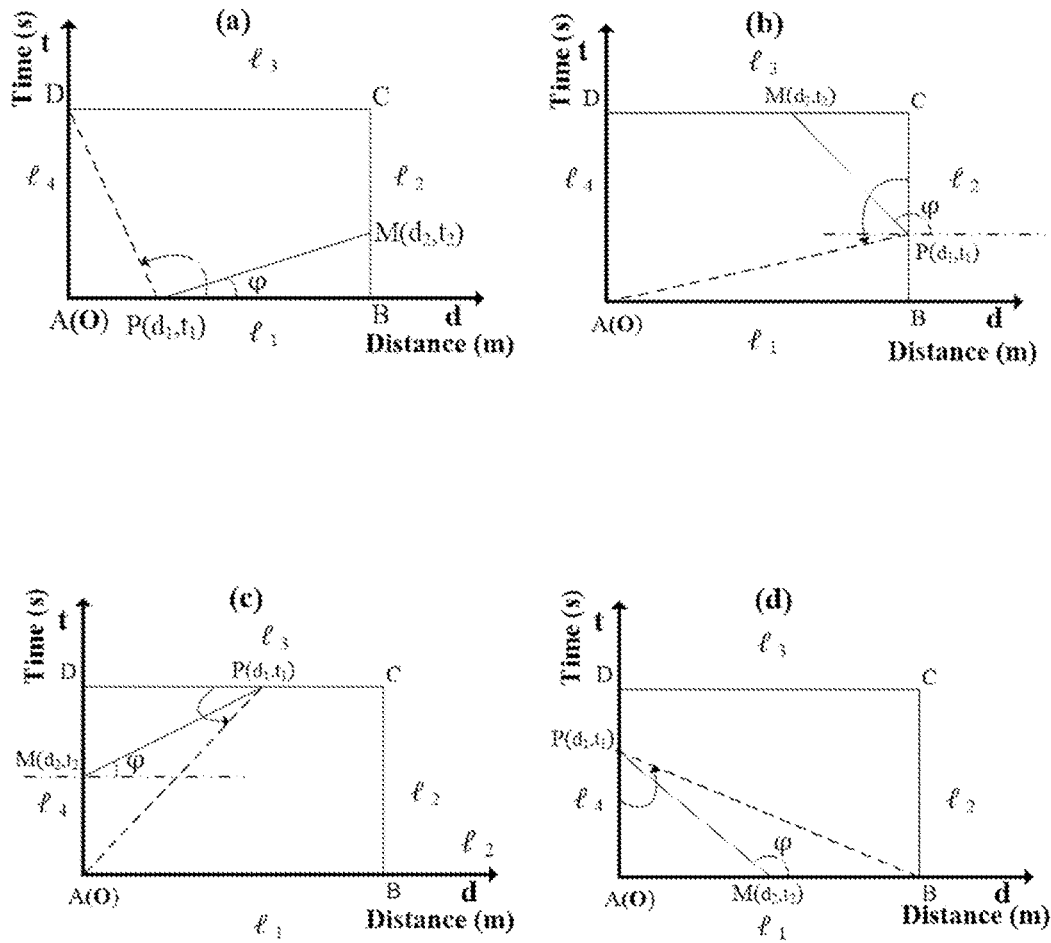 (a)
Time (s)
t
ℓ 3
D
C
ℓ 4
ℓ 2
M(d₂,t₂)
φ
A(O)
P(d₁,t₁)
ℓ 1
B
d
Distance (m)
(b)
Time (s)
t
ℓ 3
D
M(d₂,t₂)
C
ℓ 4
ℓ 2
φ
P(d₁,t₁)
A(O)
ℓ 1
B
d
Distance (m)
(c)
Time (s)
t
ℓ 3
D
P(d₁,t₁)
C
M(d₂,t₂)
φ
ℓ 4
ℓ 2
ℓ 2
A(O)
B
d
Distance (m)
ℓ 1
(d)
Time (s)
t
ℓ 3
D
C
P(d₁,t₁)
ℓ 4
ℓ 2
φ
A(O)
M(d₂,t₂)
B
d
Distance (m)
ℓ 1